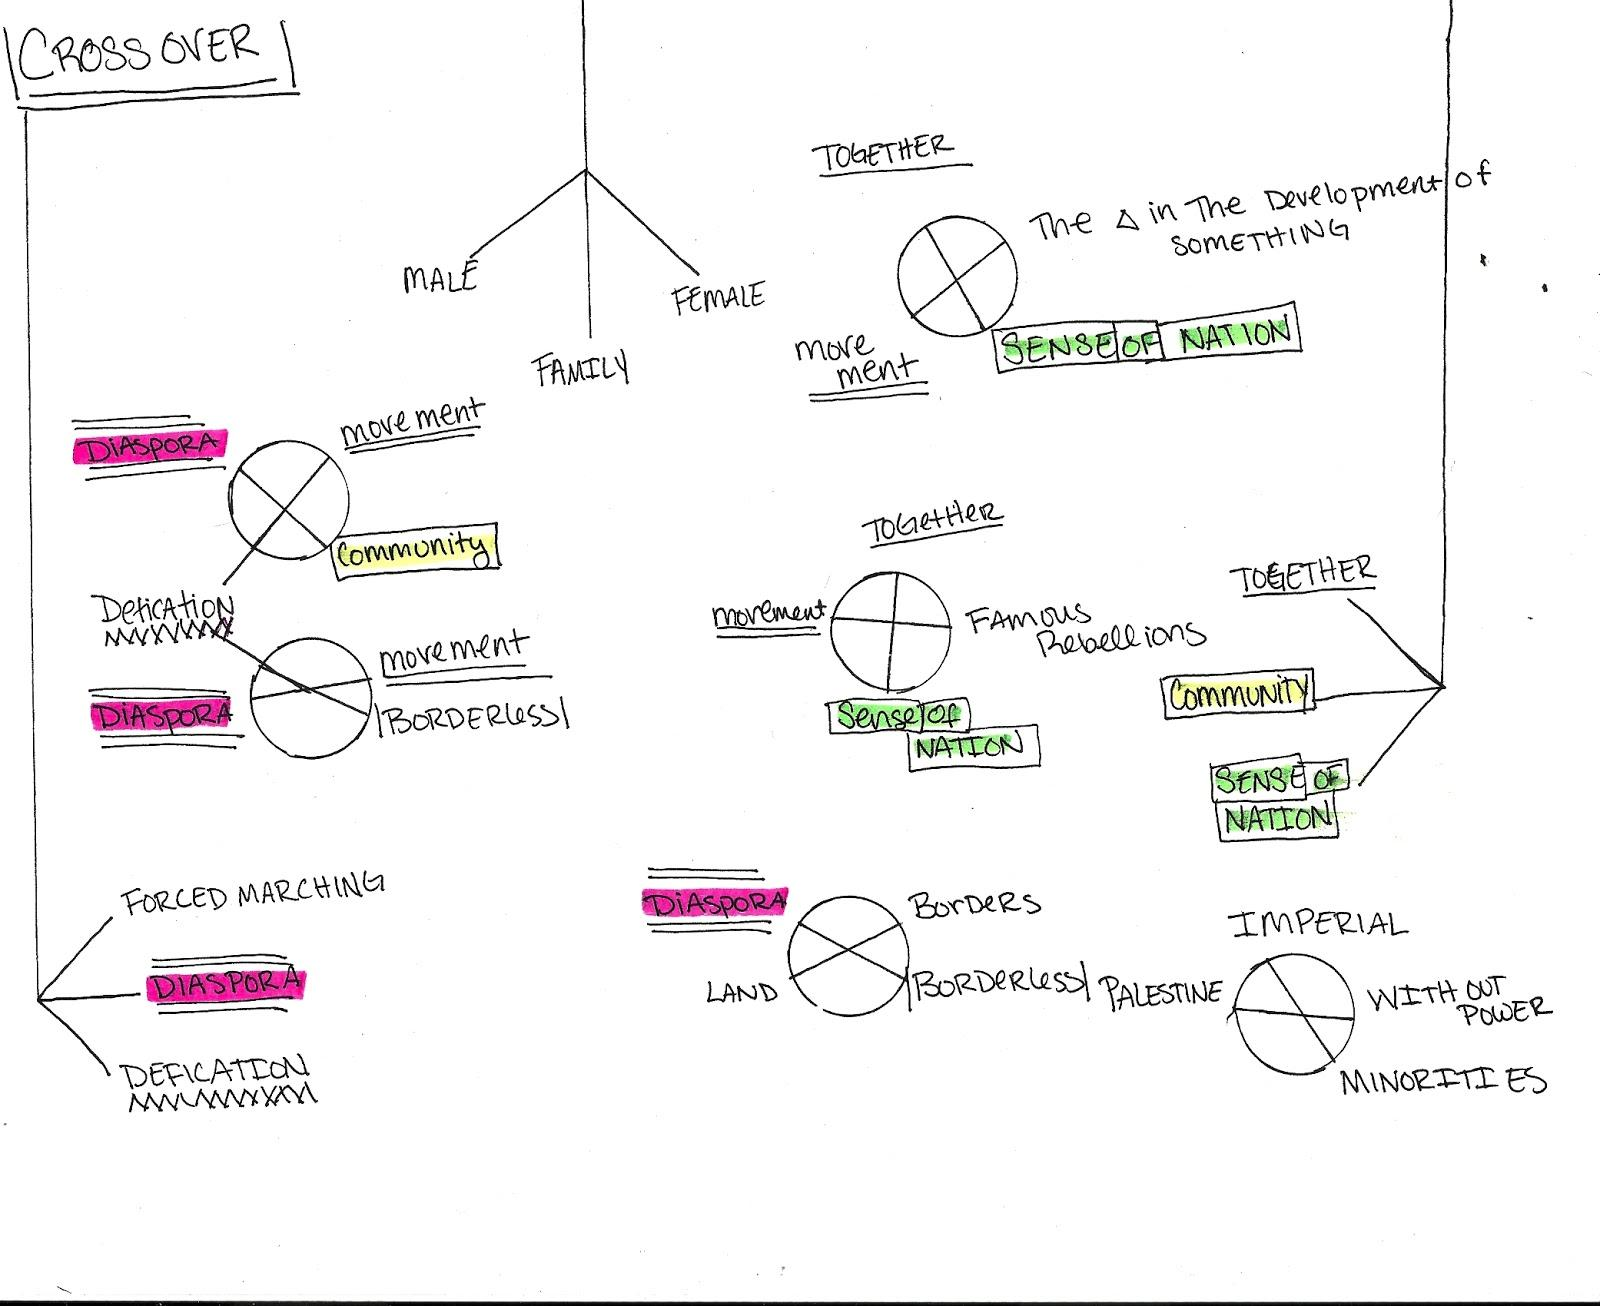 CROSS OVER
MALE
FEMALE
FAMILY
TOGETHER
The Δ in The Development of
SOMETHING
SENSE OF NATION
move
ment
DIASPORA
movement
Community
Defication
movement
DIASPORA
BORDERLESS
TOGETHER
movement
FAMOUS
Rebellions
Sense of
NATION
TOGETHER
Community
SENSE OF
NATION
FORCED MARCHING
DIASPORA
DEFICATION
DIASPORA
BORDERS
LAND
BORDERLESS
IMPERIAL
PALESTINE
WITH OUT
POWER
MINORITIES